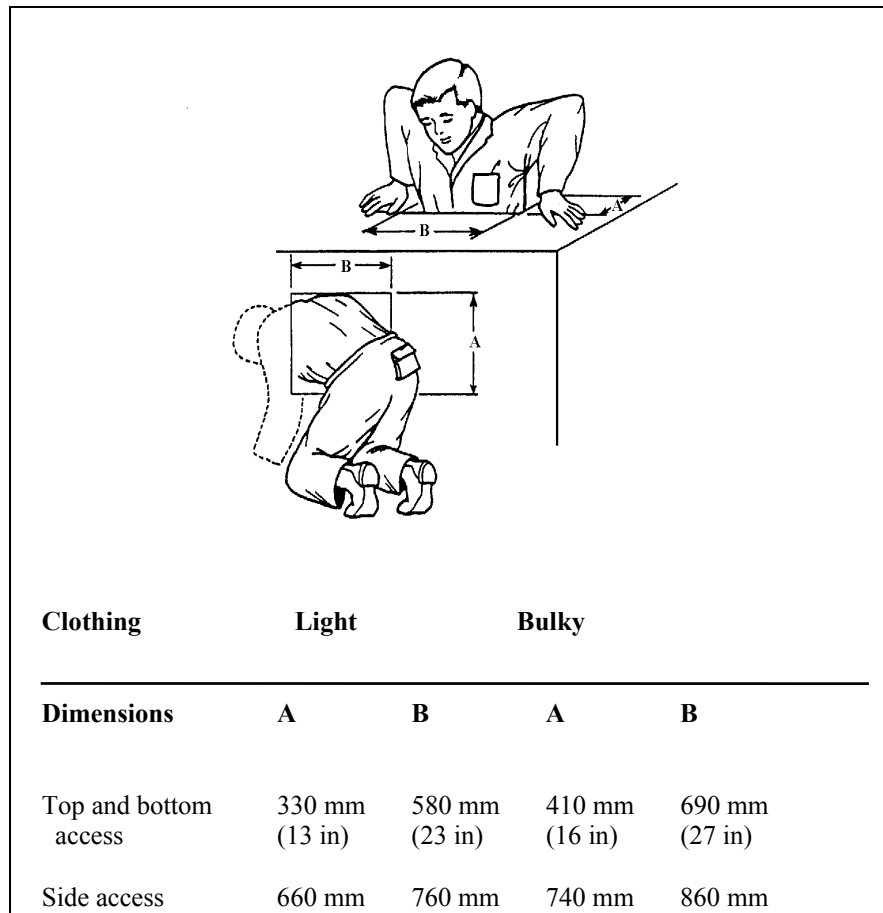 A
B
B
A
Clothing Light Bulky
Dimensions A B A B
Top and bottom 330 mm 580 mm 410 mm 690 mm
access (13 in) (23 in) (16 in) (27 in)
Side access 660 mm 760 mm 740 mm 860 mm